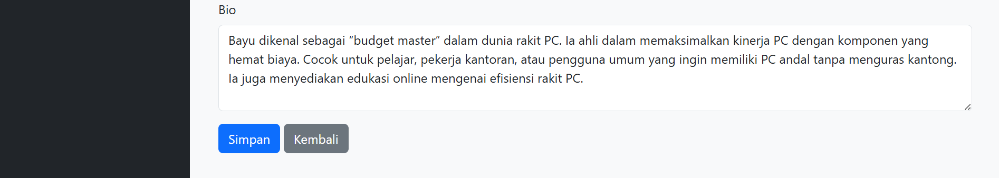 Bio
Bayu dikenal sebagai “budget master” dalam dunia rakit PC. Ia ahli dalam memaksimalkan kinerja PC dengan komponen yang
hemat biaya. Cocok untuk pelajar, pekerja kantoran, atau pengguna umum yang ingin memiliki PC andal tanpa menguras kantong.
Ia juga menyediakan edukasi online mengenai efisiensi rakit PC.
Simpan Kembali